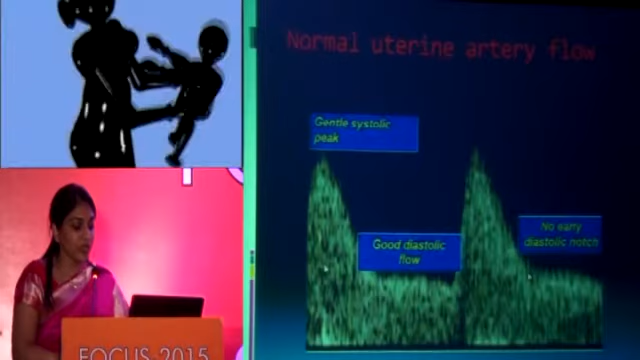 Normal uterine artery flow
Gentle systolic
peak
Good diastolic
flow
No early
diastolic notch
FOCUS-2015